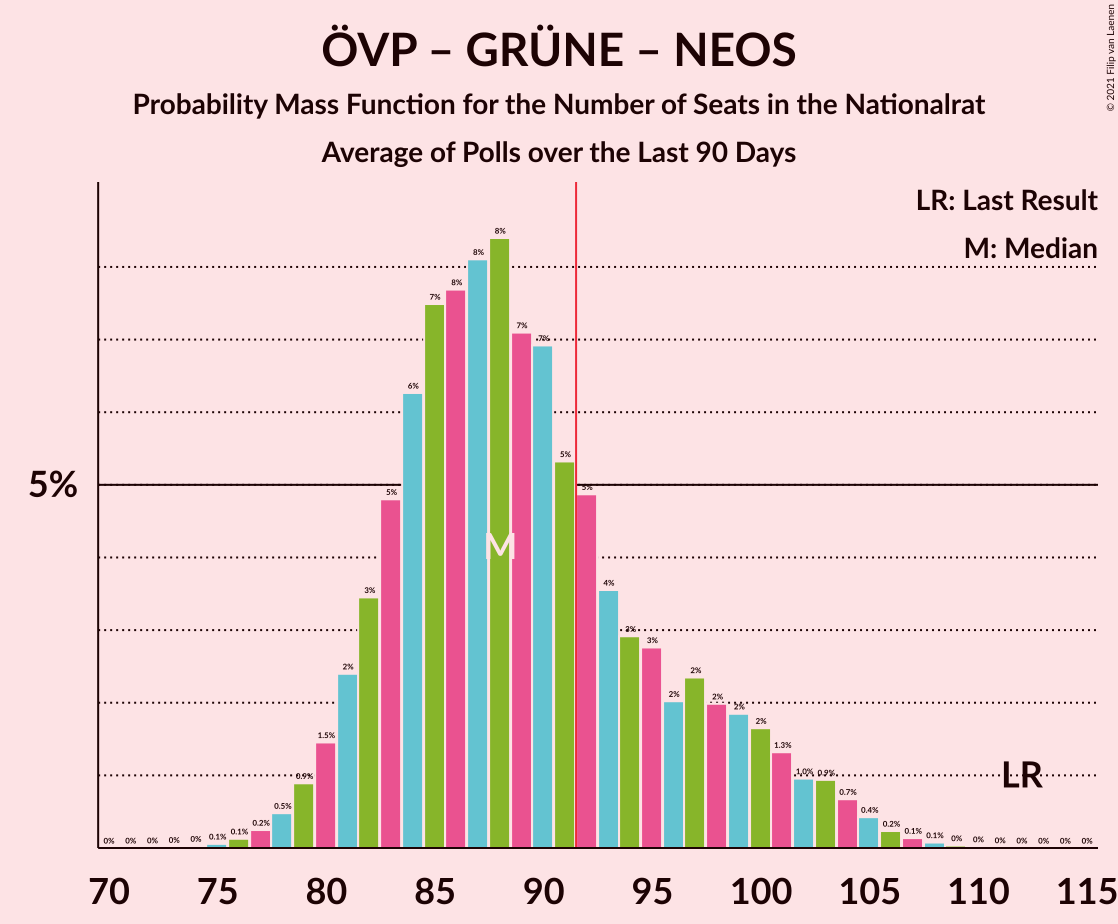 ÖVP – GRÜNE – NEOS
Probability Mass Function for the Number of Seats in the Nationalrat
Average of Polls over the Last 90 Days
© 2021 Filip van Laenen
LR: Last Result
M: Median
5%
0% 0% 0% 0% 0% 0.1% 0.1% 0.2% 0.5% 0.9% 1.5% 2% 3% 5% 6% 7% 8% 8% 8% 7% 7% 5% 5% 4% 3% 3% 2% 2% 2% 2% 2% 1.3% 1.0% 0.9% 0.7% 0.4% 0.2% 0.1% 0.1% 0% 0% 0% 0% 0% 0% 0%
M
LR
70 75 80 85 90 95 100 105 110 115